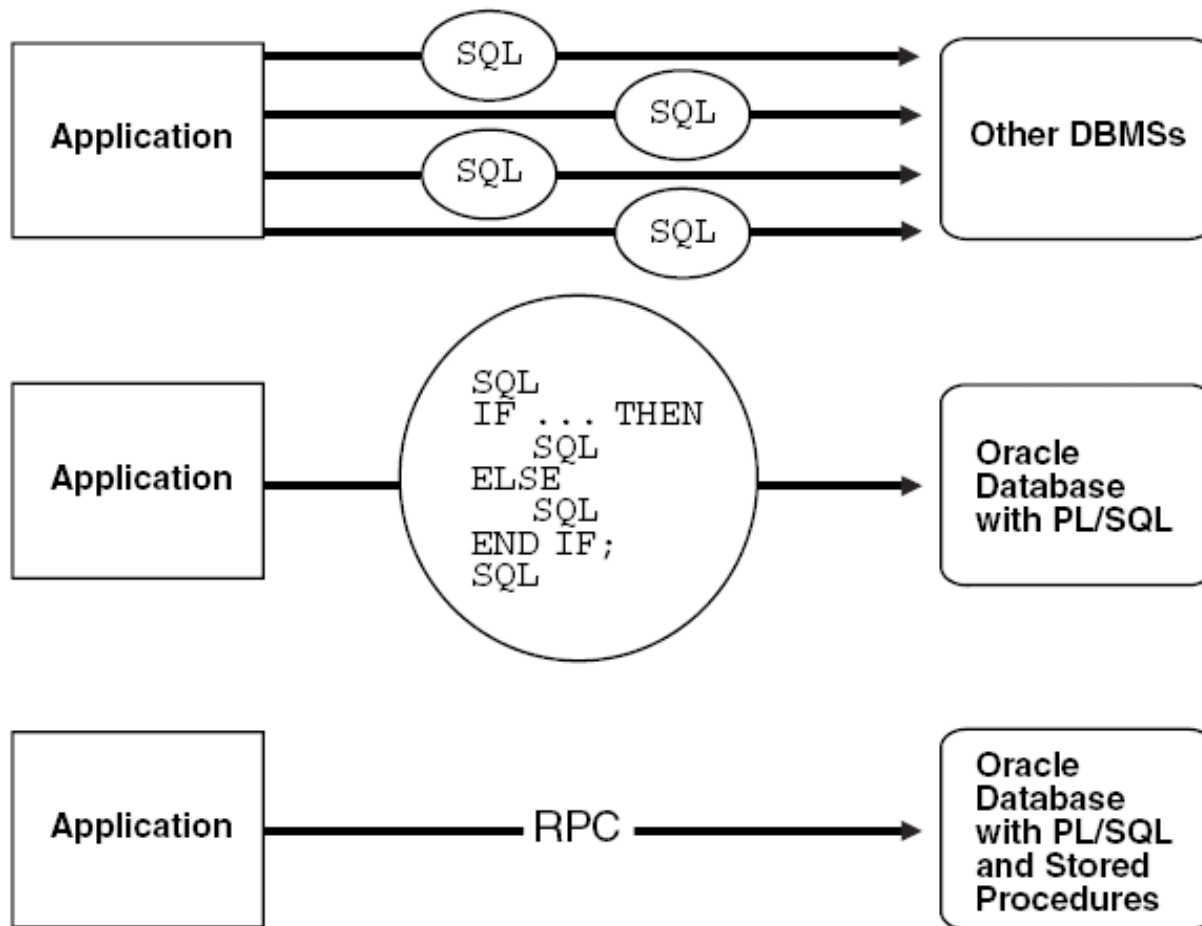 Application
SQL
SQL
SQL
SQL
Other DBMSs
Application
SQL
IF ... THEN
SQL
ELSE
SQL
END IF;
SQL
Oracle
Database
with PL/SQL
Application
RPC
Oracle
Database
with PL/SQL
and Stored
Procedures